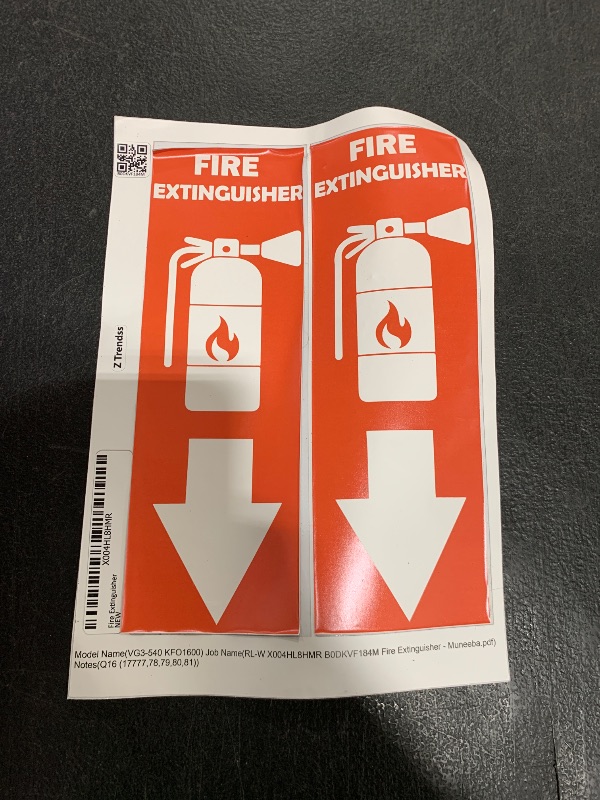 FIRE
EXTINGUISHER
FIRE
EXTINGUISHER
B0DKVF184M
Z Trendss
X004HL8HMR
Fire Extinguisher
NEW
Model Name(VG3-540 KFO1600) Job Name(RL-W X004HL8HMR B0DKVF184M Fire Extinguisher - Muneeba.pdf)
Notes(Q16 (17777,78,79,80,81))